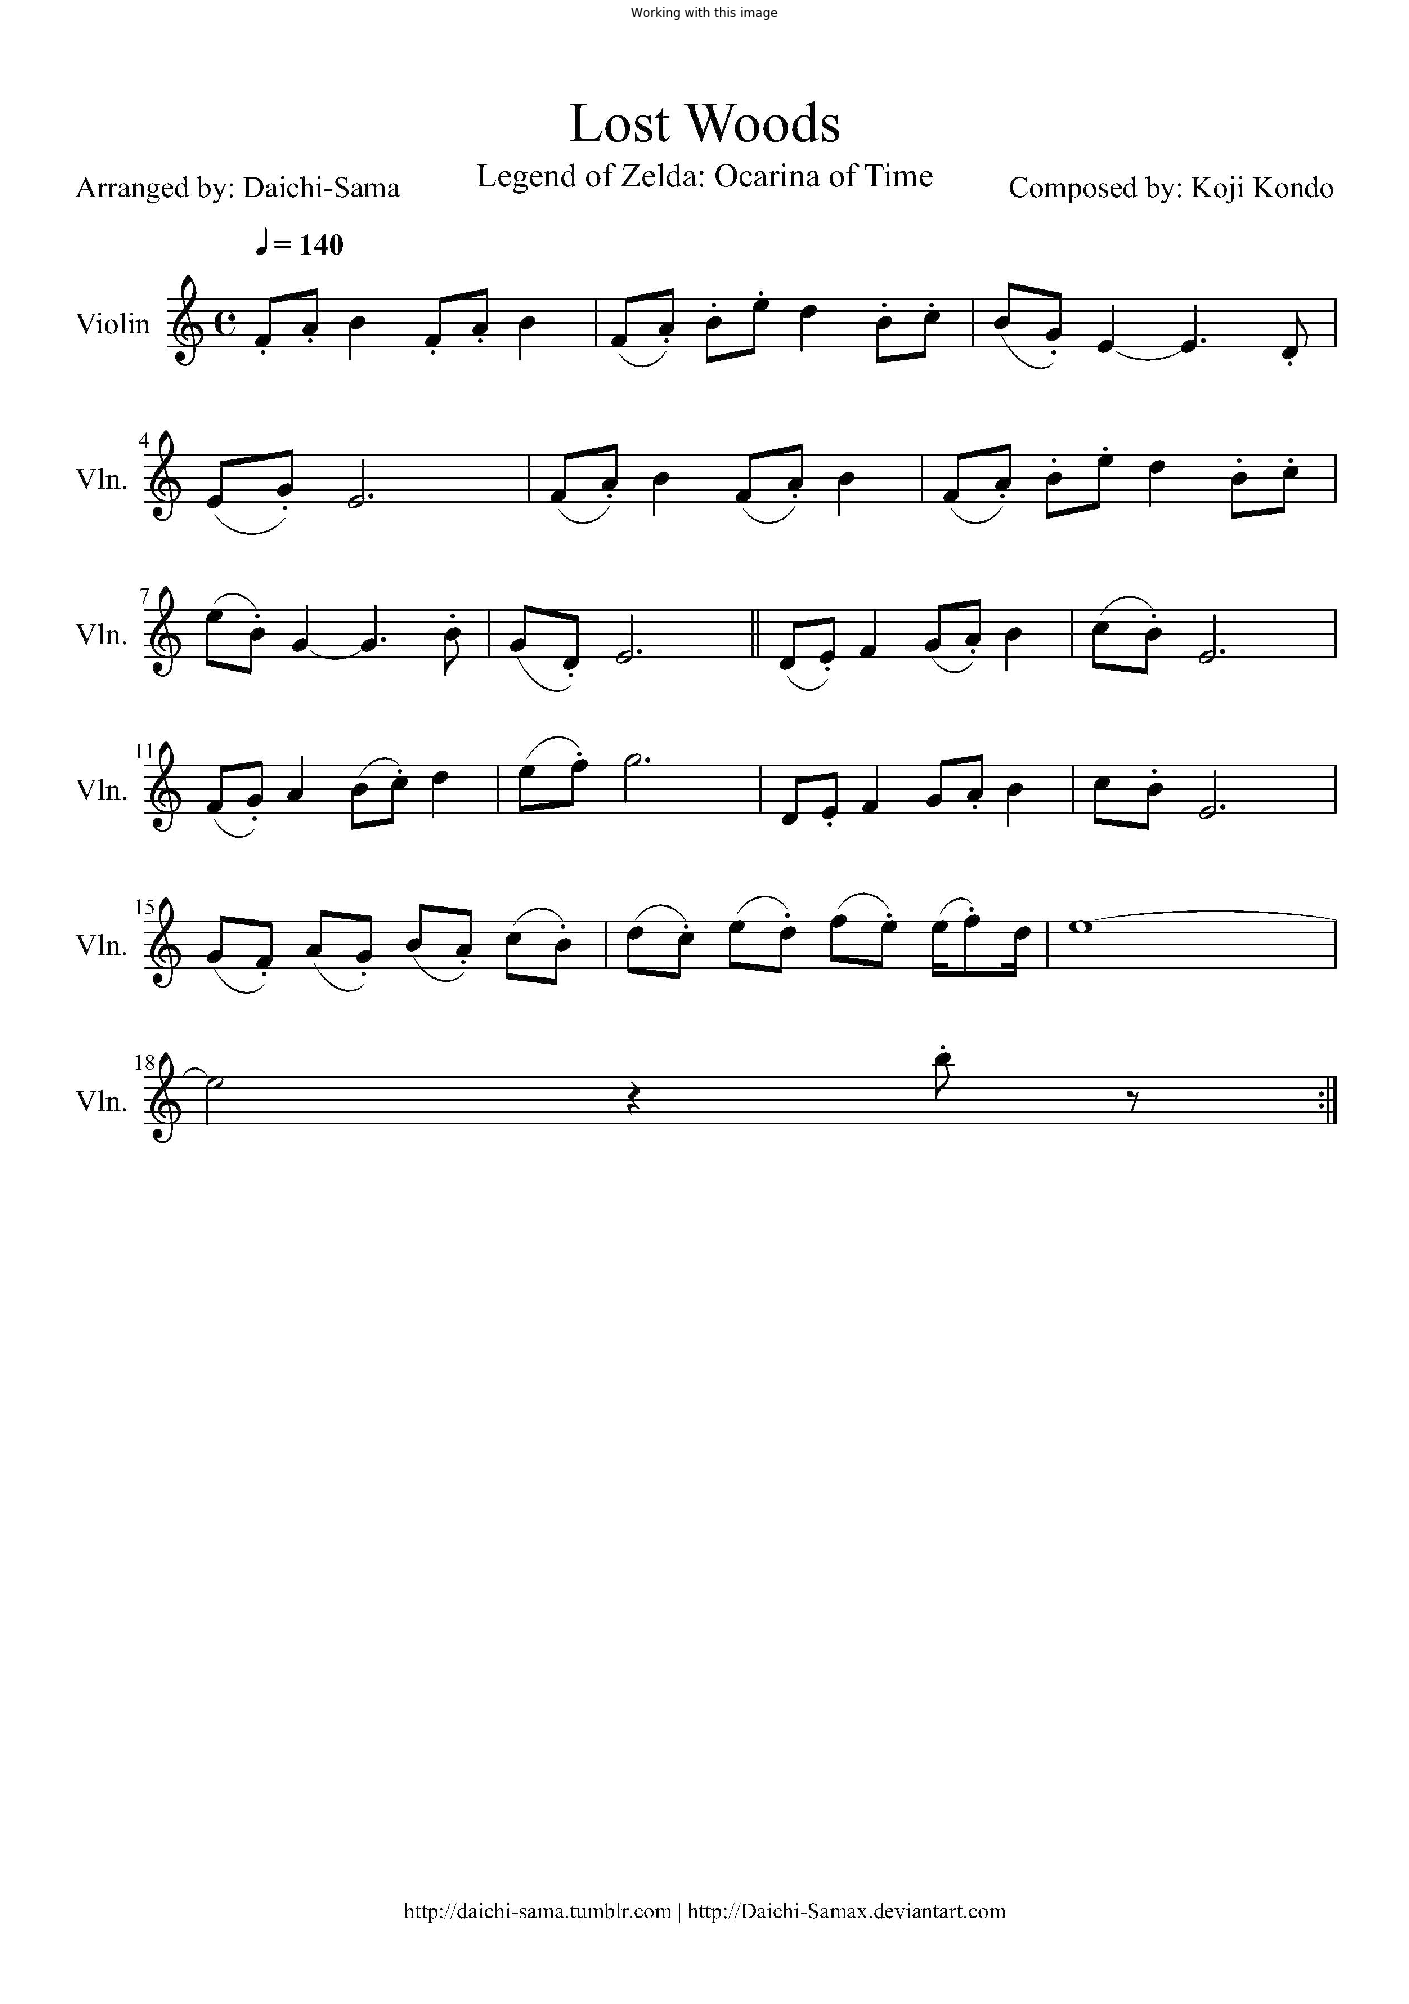 Working with this image
Lost Woods
Legend of Zelda: Ocarina of Time
Arranged by: Daichi-Sama
Composed by: Koji Kondo
= 140
Violin
4
Vln.
7
Vln.
11
Vln.
15
Vln.
18
Vln.
http://daichi-sama.tumblr.com | http://Daichi-Samax.deviantart.com